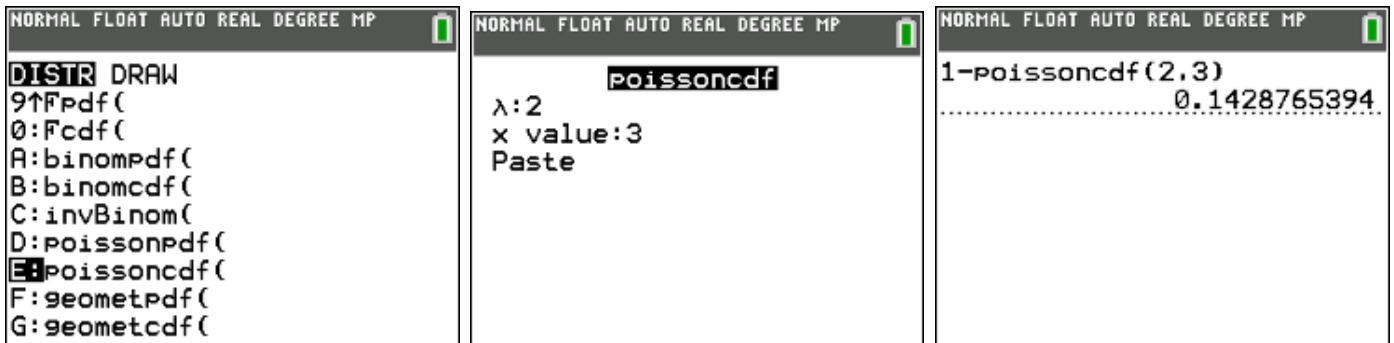 NORMAL FLOAT AUTO REAL DEGREE MP
DISTR DRAW
9↑Fpdf(
0:Fcdf(
A:binompdf(
B:binomcdf(
C:invBinom(
D:poissonpdf(
E:poissoncdf(
F:geometpdf(
G:geometcdf(
NORMAL FLOAT AUTO REAL DEGREE MP
poissoncdf
λ:2
x value:3
Paste
NORMAL FLOAT AUTO REAL DEGREE MP
1-poissoncdf(2,3)
0.1428765394